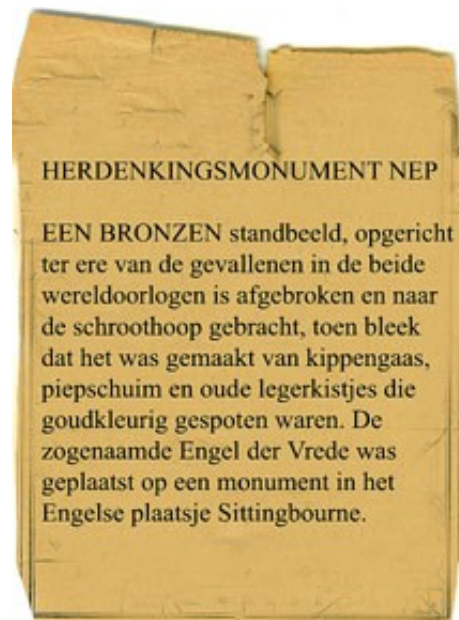 HERDENKINGSMONUMENT NEP
EEN BRONZEN standbeeld, opgericht
ter ere van de gevallenen in de beide
wereldoorlogen is afgebroken en naar
de schroothoop gebracht, toen bleek
dat het was gemaakt van kippengaas,
piepschuim en oude legerkistjes die
goudkleurig gespoten waren. De
zogenaamde Engel der Vrede was
geplaatst op een monument in het
Engelse plaatsje Sittingbourne.